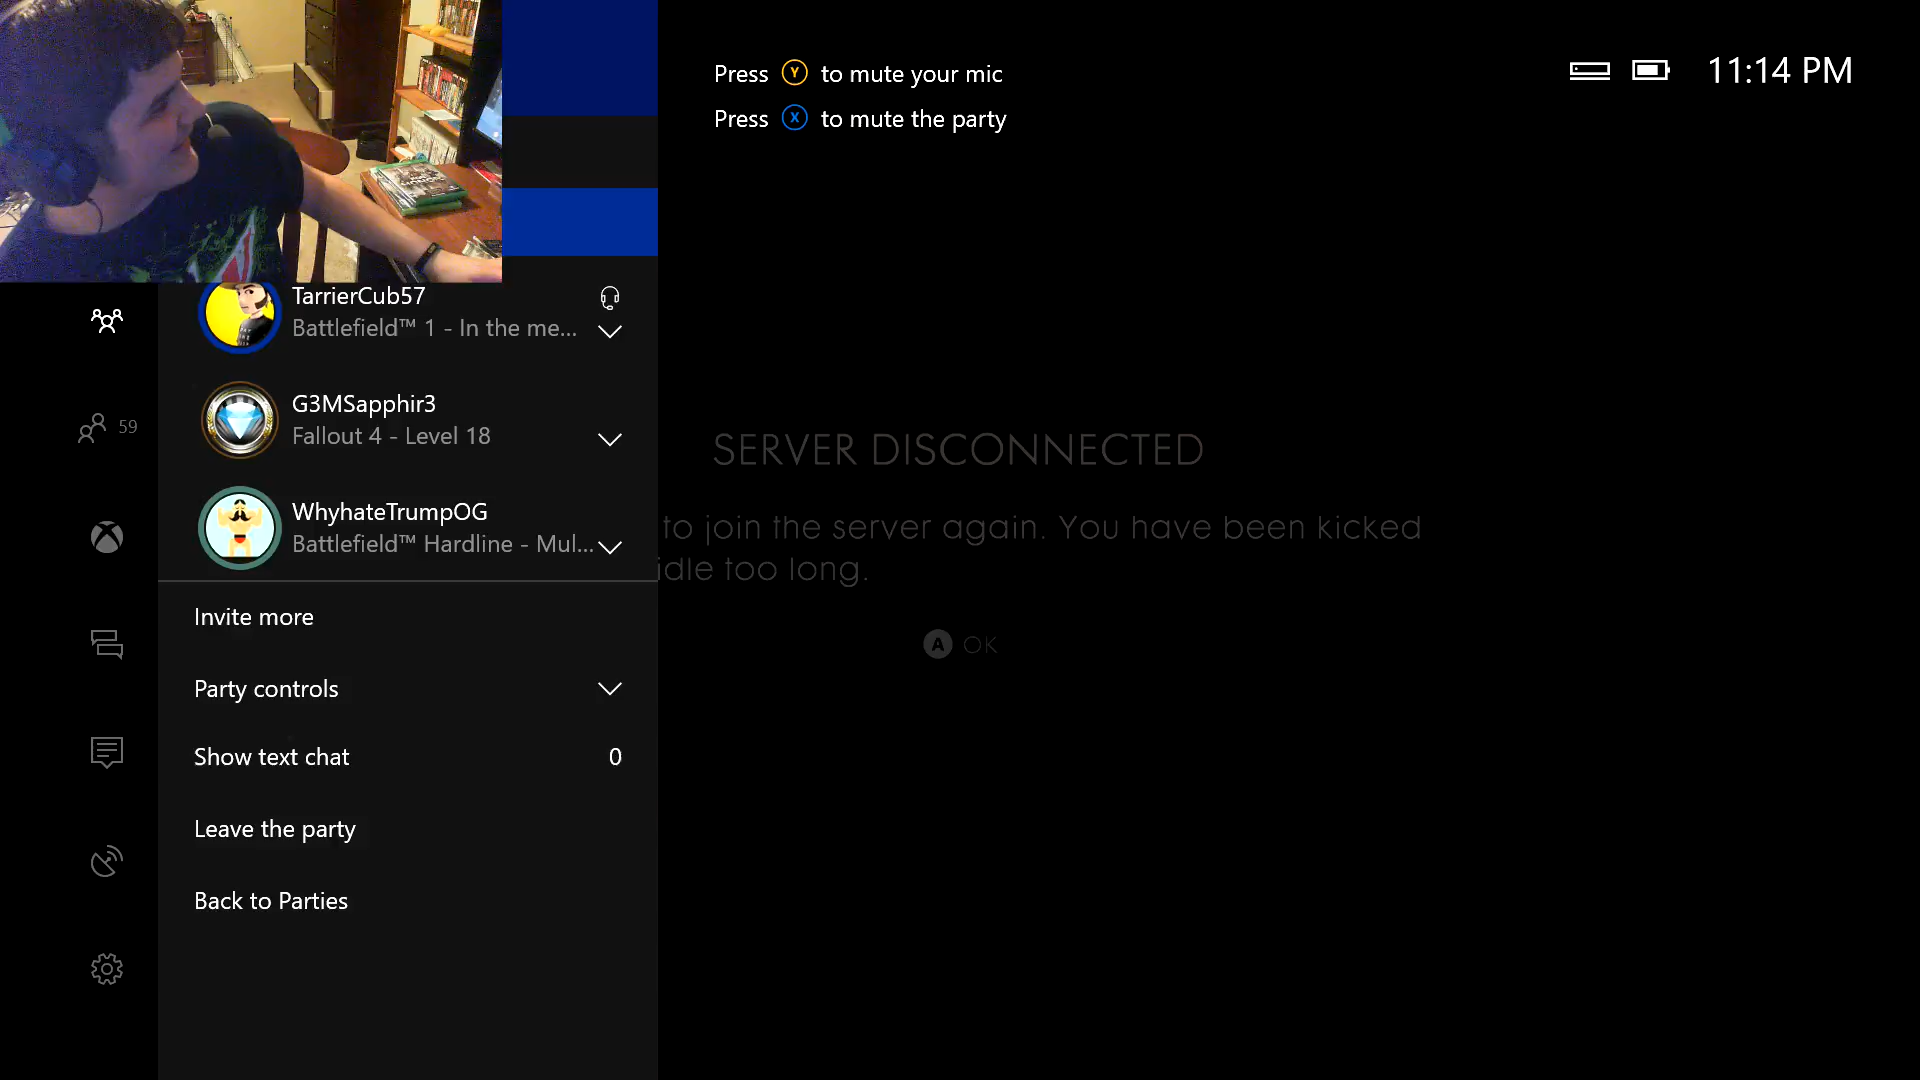 Press Y to mute your mic
Press X to mute the party
11:14 PM
TarrierCub57
Battlefield™ 1 - In the me...
G3MSapphir3
Fallout 4 - Level 18
WhyhateTrumpOG
Battlefield™ Hardline - Mul...
59
Invite more
Party controls
Show text chat 0
Leave the party
Back to Parties
SERVER DISCONNECTED
to join the server again. You have been kicked
idle too long.
A OK